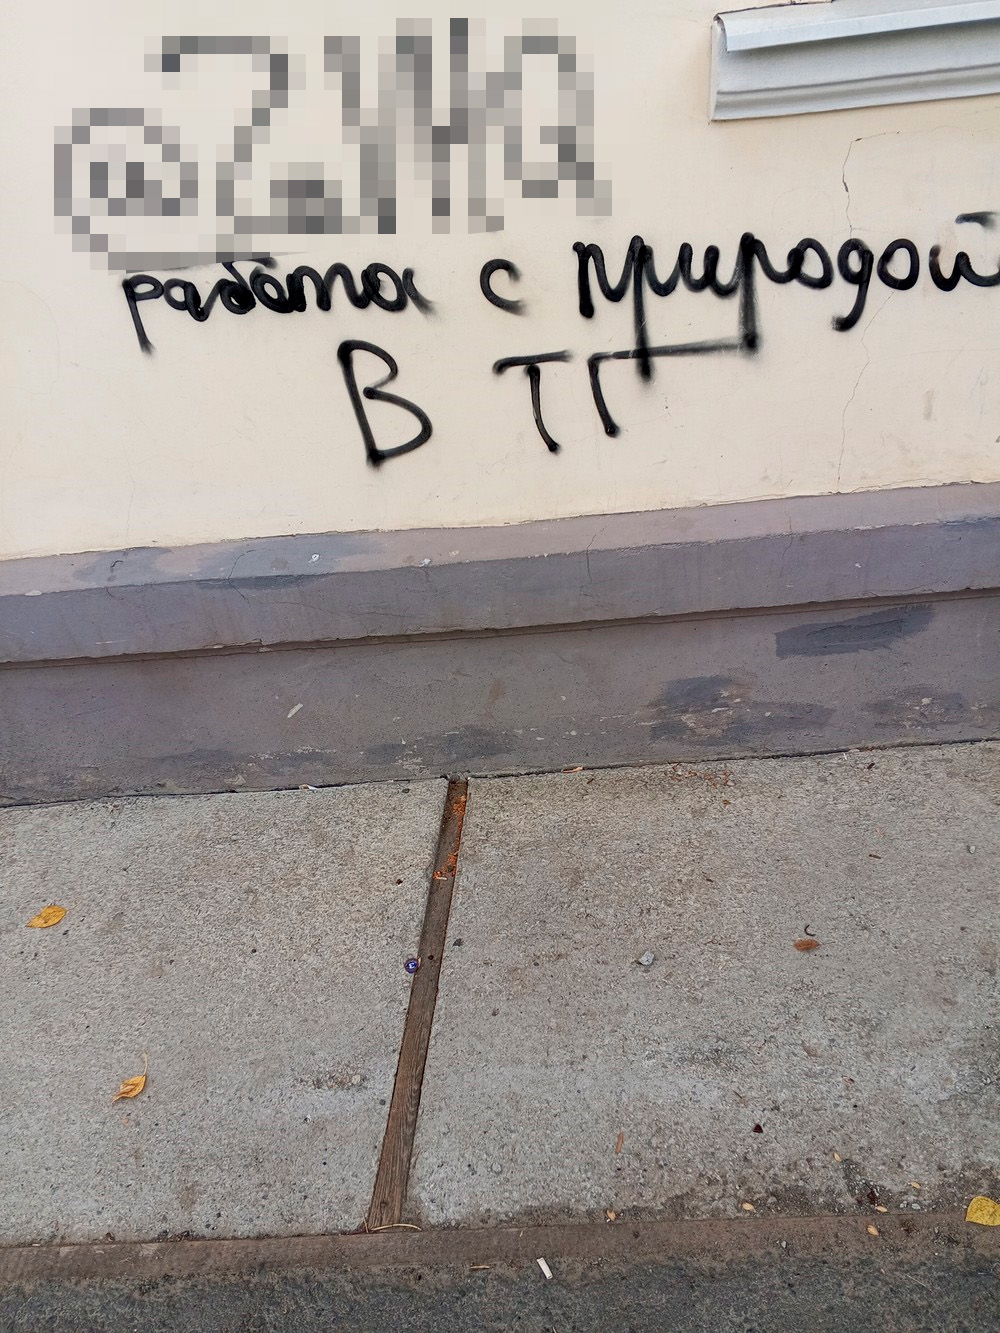 работа с природой
В ТГ